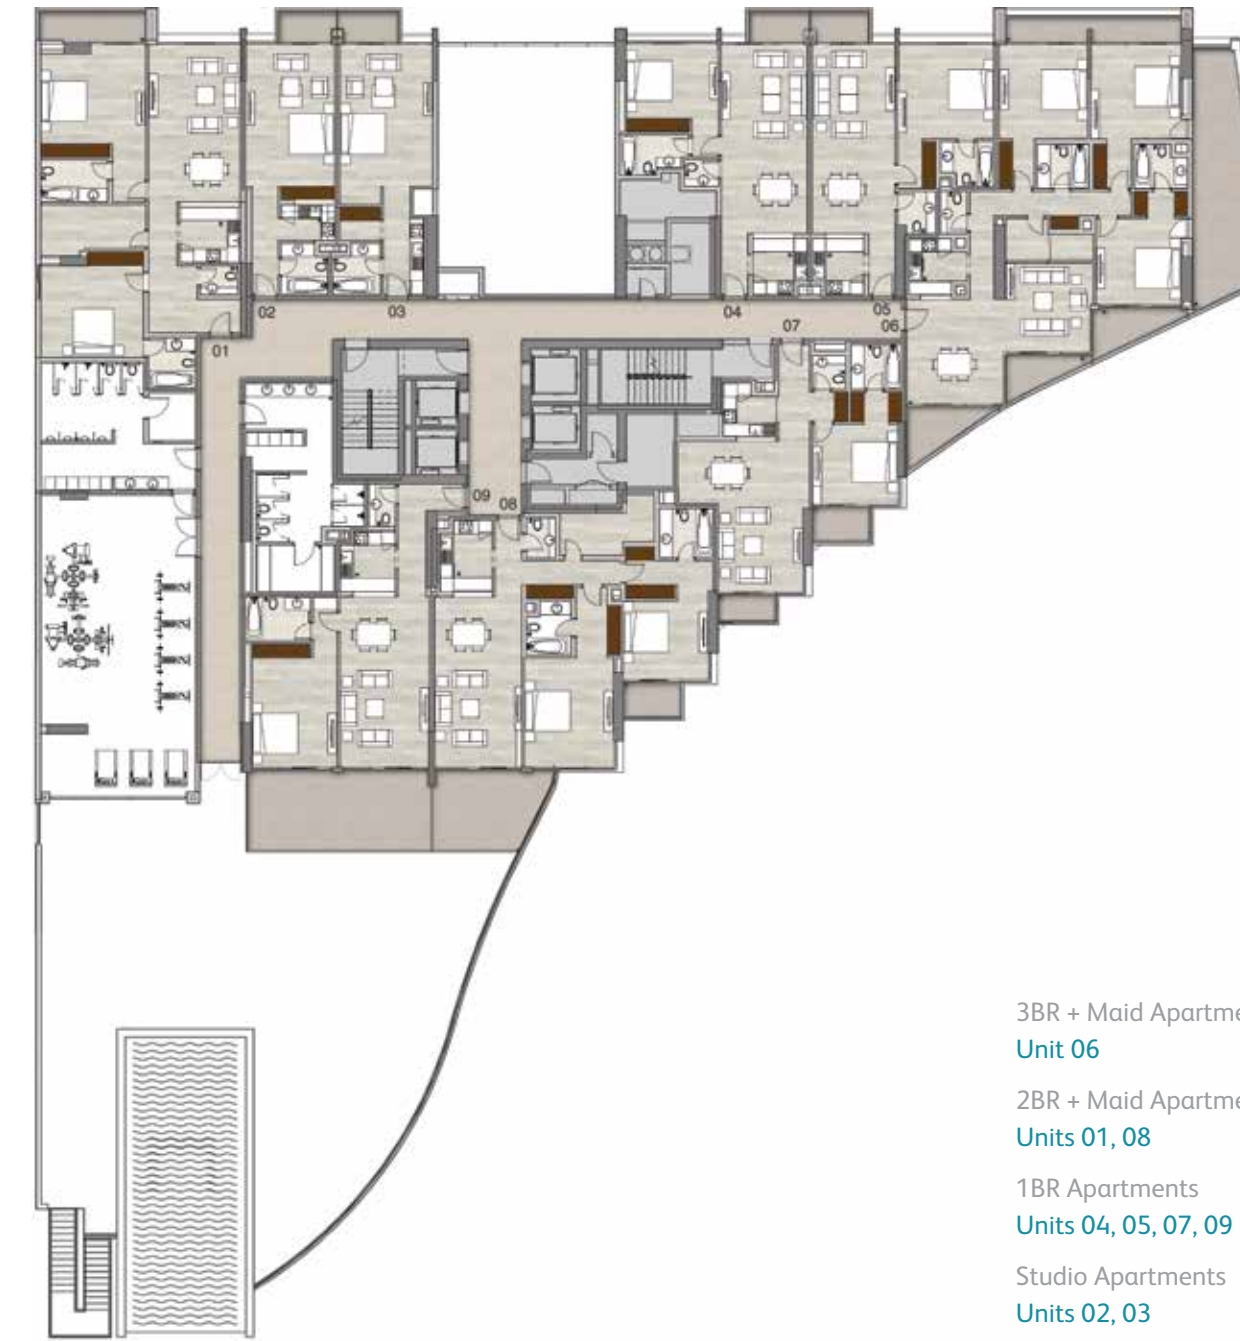 02
03
04
05
07
06
01
09
08
3BR + Maid Apartme
Unit 06
2BR + Maid Apartme
Units 01, 08
1BR Apartments
Units 04, 05, 07, 09
Studio Apartments
Units 02, 03